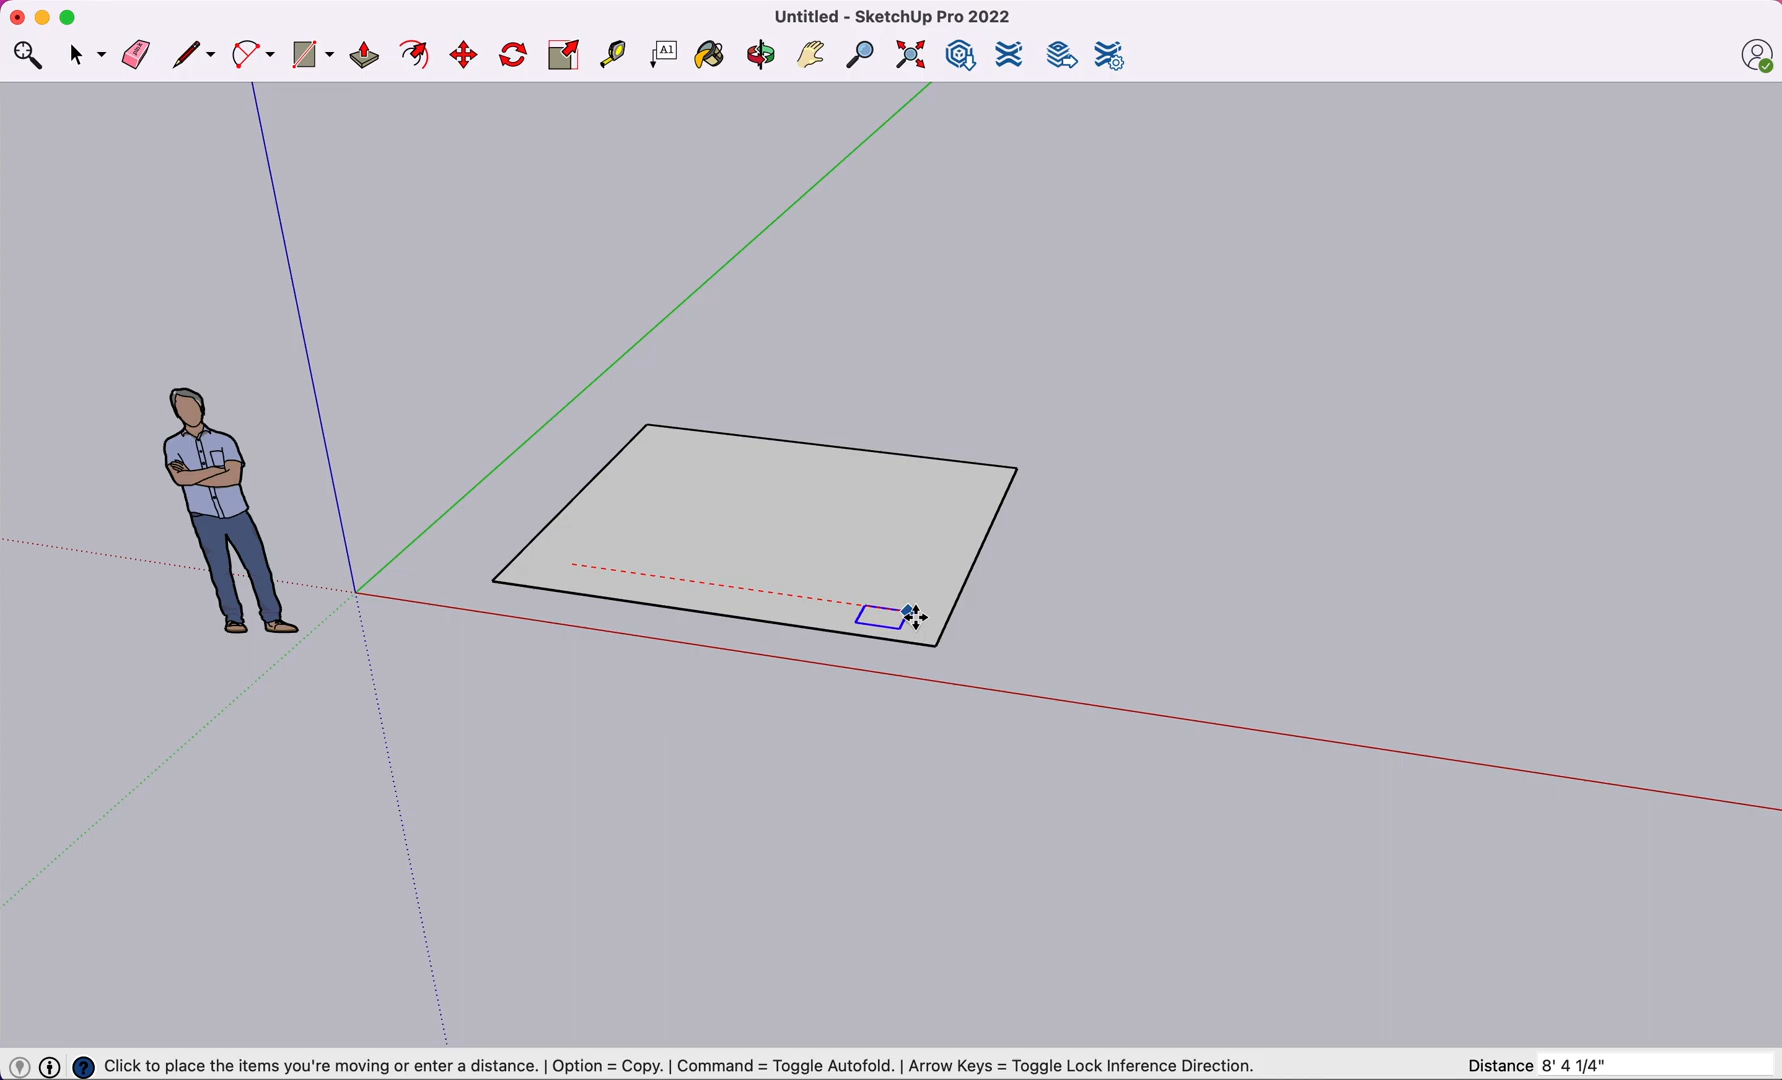 Untitled - SketchUp Pro 2022
A1
Click to place the items you're moving or enter a distance. | Option = Copy. | Command = Toggle Autofold. | Arrow Keys = Toggle Lock Inference Direction.
Distance 8' 4 1/4"